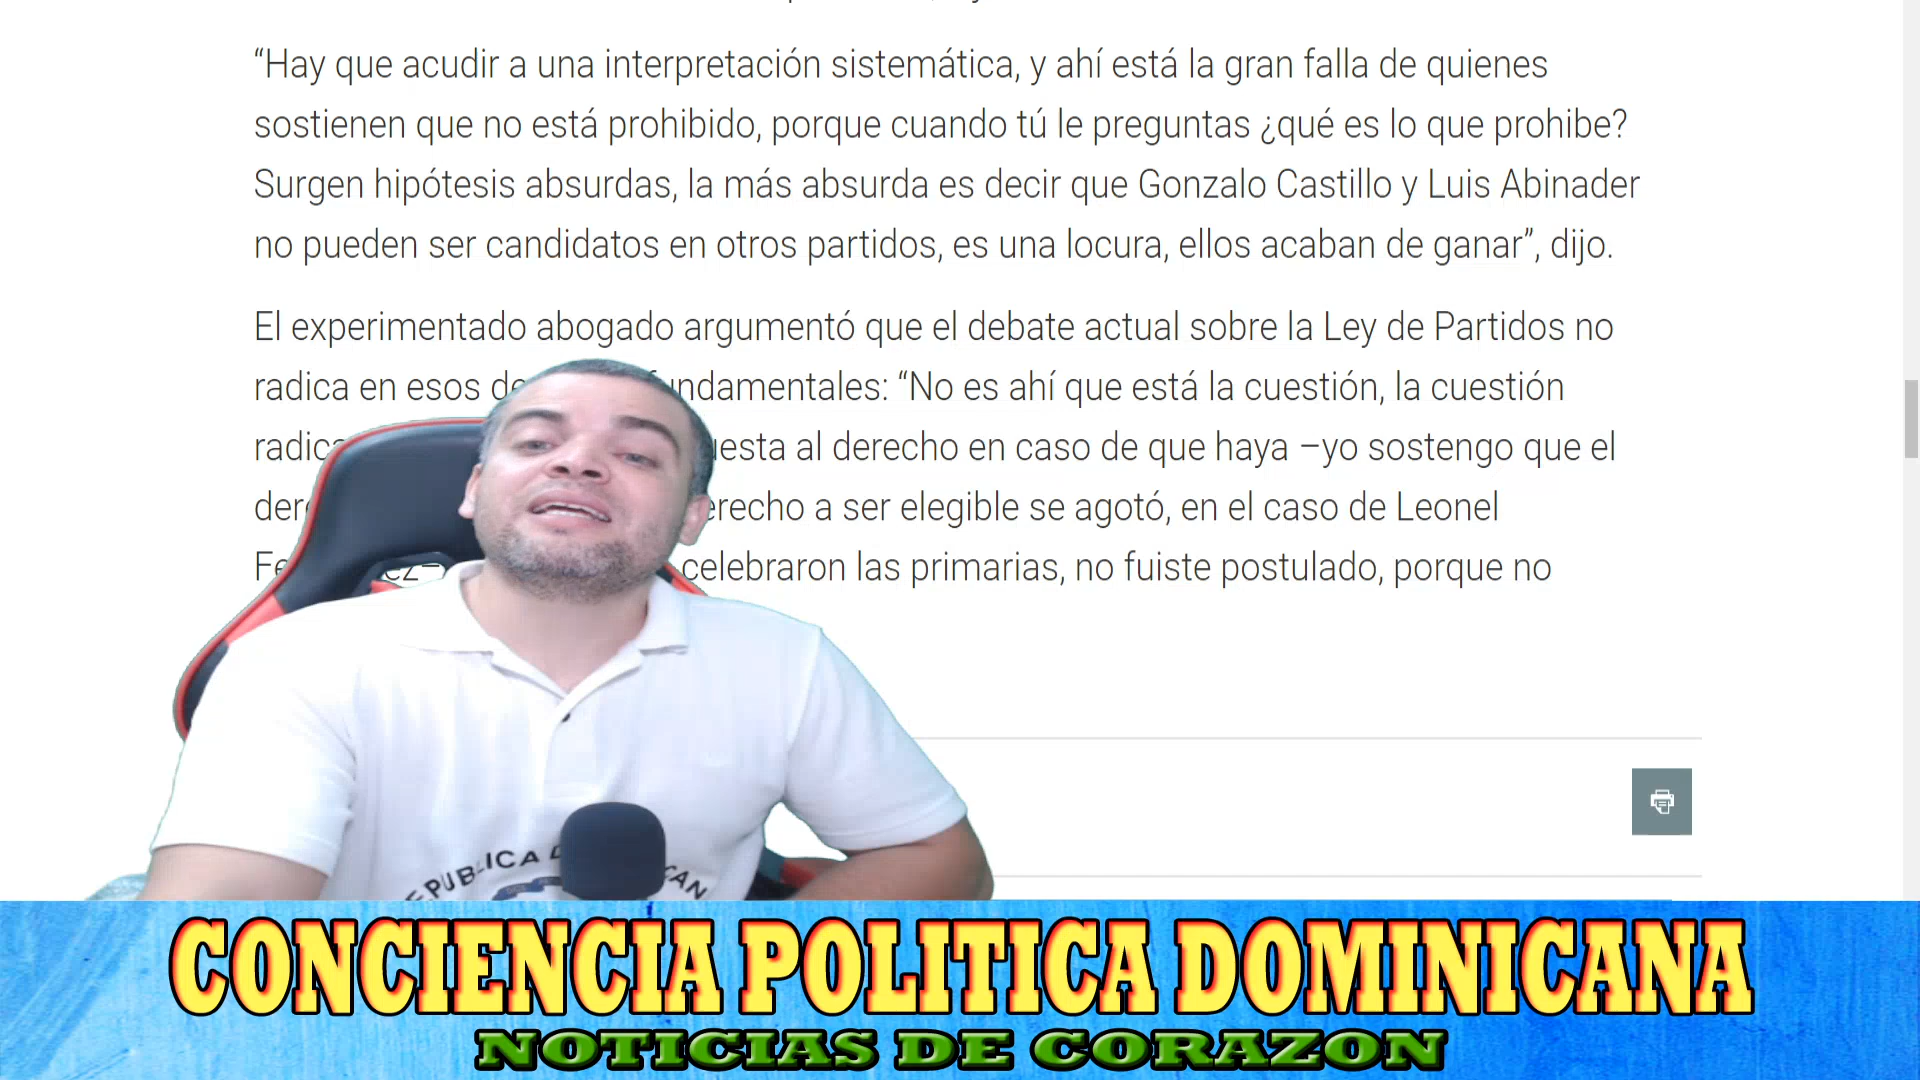 “Hay que acudir a una interpretación sistemática, y ahí está la gran falla de quienes
sostienen que no está prohibido, porque cuando tú le preguntas ¿qué es lo que prohibe?
Surgen hipótesis absurdas, la más absurda es decir que Gonzalo Castillo y Luis Abinader
no pueden ser candidatos en otros partidos, es una locura, ellos acaban de ganar”, dijo.
El experimentado abogado argumentó que el debate actual sobre la Ley de Partidos no
radica en esos fundamentales: “No es ahí que está la cuestión, la cuestión
al derecho en caso de que haya –yo sostengo que el
a ser elegible se agotó, en el caso de Leonel
celebraron las primarias, no fuiste postulado, porque no
CONCIENCIA POLITICA DOMINICANA
NOTICIAS DE CORAZON